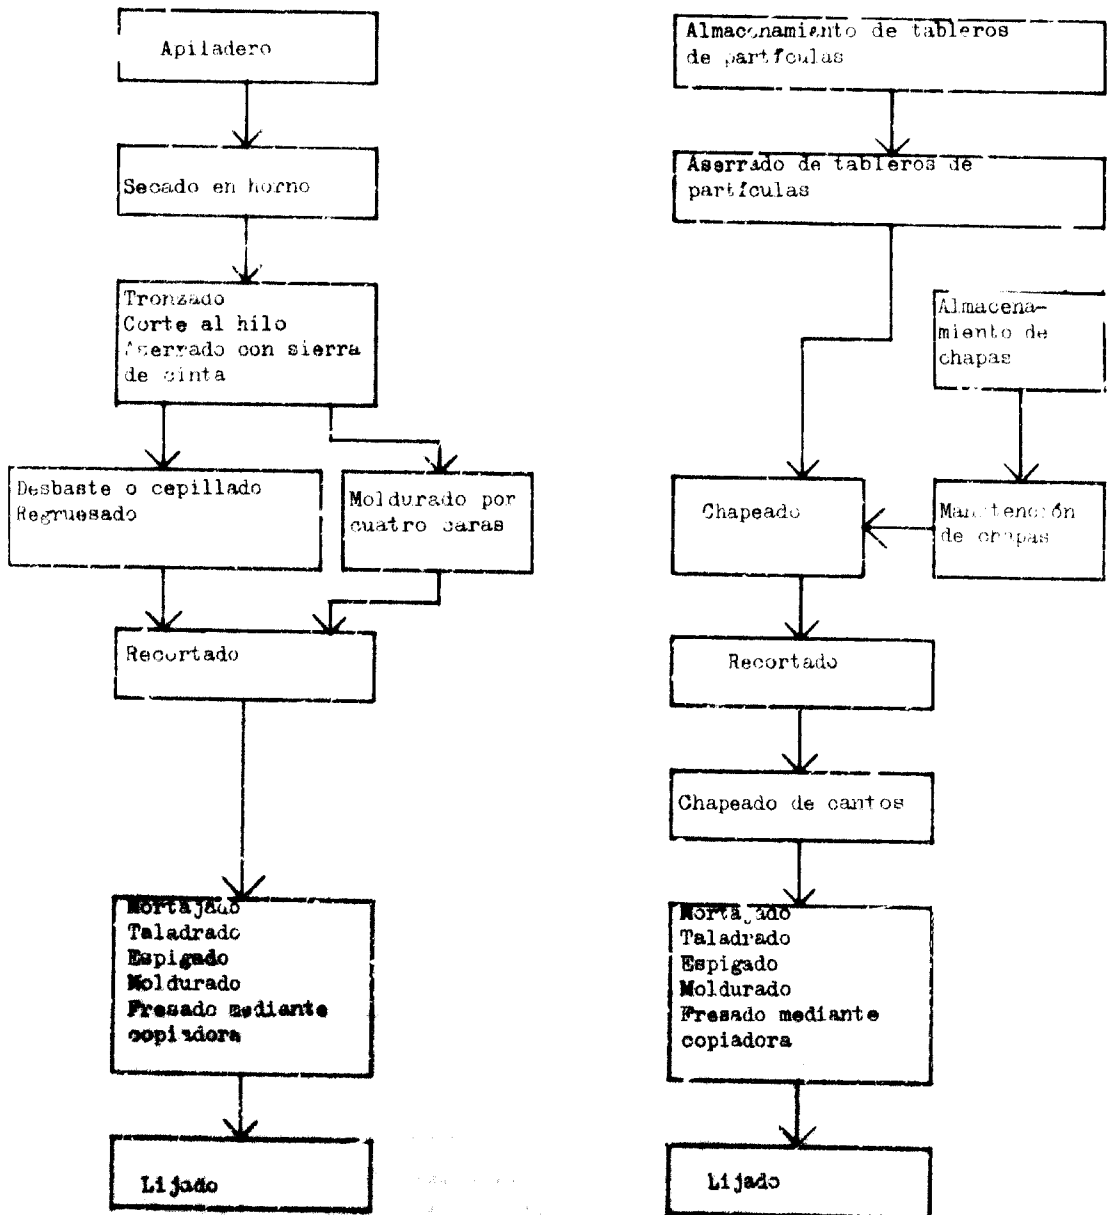 Apiladero
Secado en horno
Tronzado
Corte al hilo
Aserrado con sierra
de cinta
Desbaste o cepillado
Regruesado
Moldurado por
cuatro caras
Recortado
Mortajado
Taladrado
Espigado
Moldurado
Fresado mediante
copiadora
Lijado
Almacenamiento de tableros
de partículas
Aserrado de tableros de
partículas
Almacena-
miento de
chapas
Chapeado
Manutención
de chapas
Recortado
Chapeado de cantos
Mortajado
Taladrado
Espigado
Moldurado
Fresado mediante
copiadora
Lijado